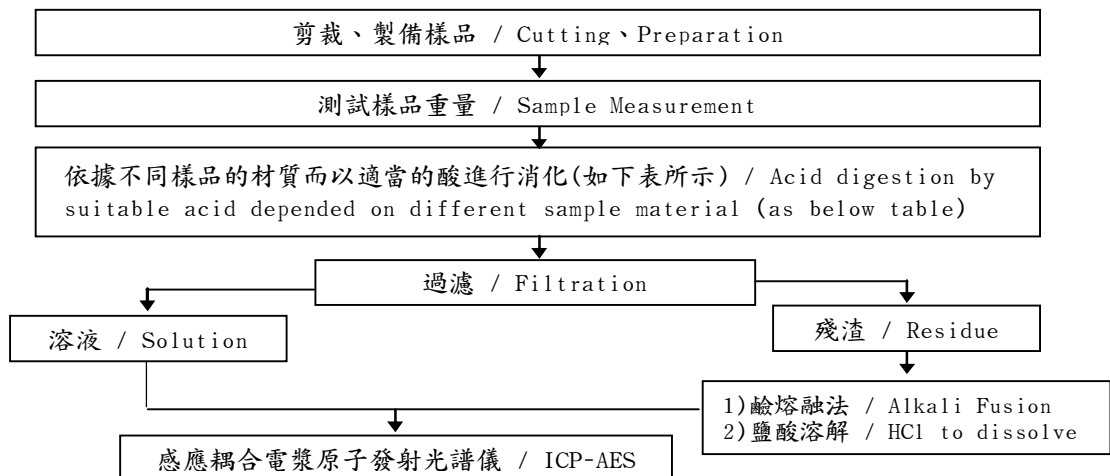 剪裁、製備樣品 / Cutting、Preparation
測試樣品重量 / Sample Measurement
依據不同樣品的材質而以適當的酸進行消化(如下表所示) / Acid digestion by
suitable acid depended on different sample material (as below table)
過濾 / Filtration
溶液 / Solution
殘渣 / Residue
1)鹼熔融法 / Alkali Fusion
2)鹽酸溶解 / HCl to dissolve
感應耦合電漿原子發射光譜儀 / ICP-AES